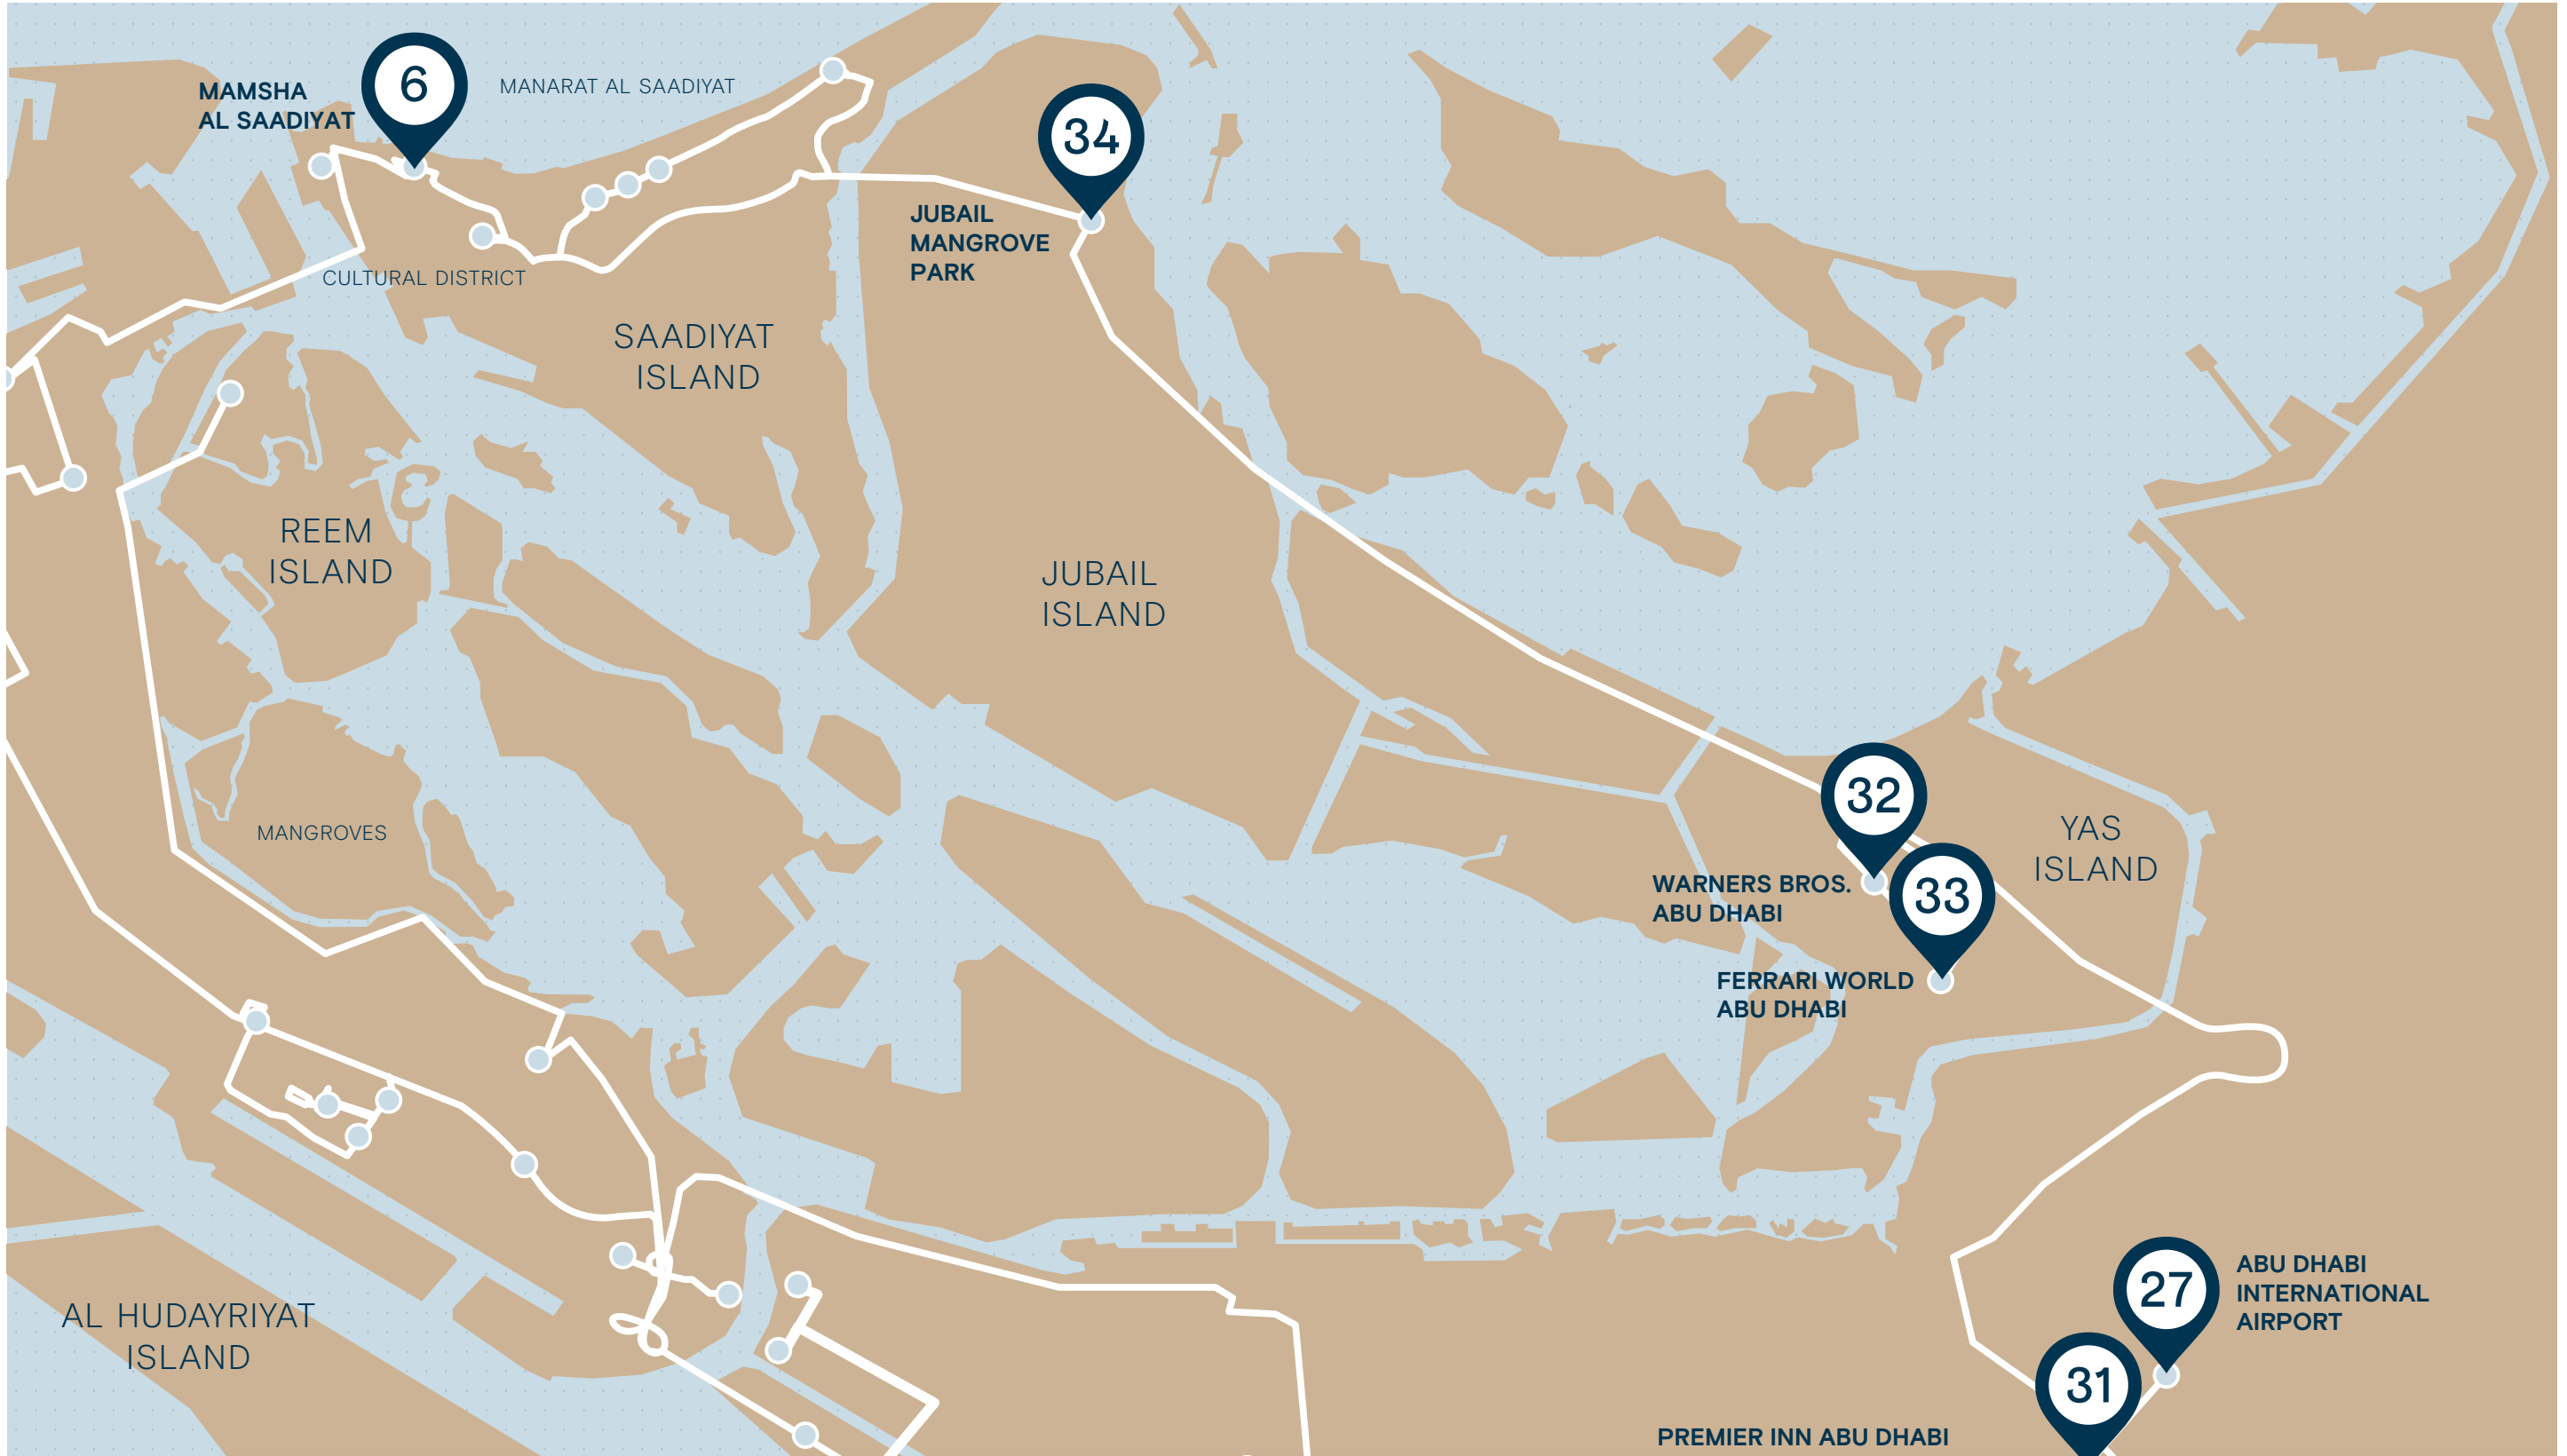 MAMSHA
AL SAADIYAT
6
MANARAT AL SAADIYAT
34
JUBAIL
MANGROVE
PARK
CULTURAL DISTRICT
SAADIYAT
ISLAND
REEM
ISLAND
JUBAIL
ISLAND
MANGROVES
32
YAS
ISLAND
WARNERS BROS.
ABU DHABI
33
FERRARI WORLD
ABU DHABI
AL HUDAYRIYAT
ISLAND
27
ABU DHABI
INTERNATIONAL
AIRPORT
31
PREMIER INN ABU DHABI